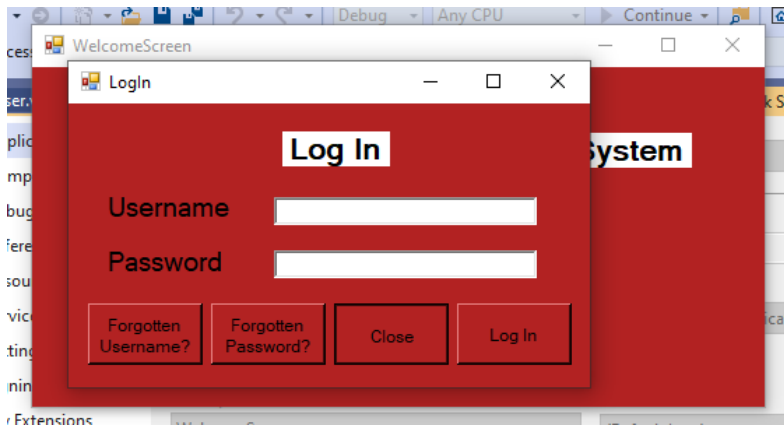 Debug Any CPU Continue
WelcomeScreen
LogIn
Log In
System
Username
Password
Forgotten Username?
Forgotten Password?
Close
Log In
Extensions